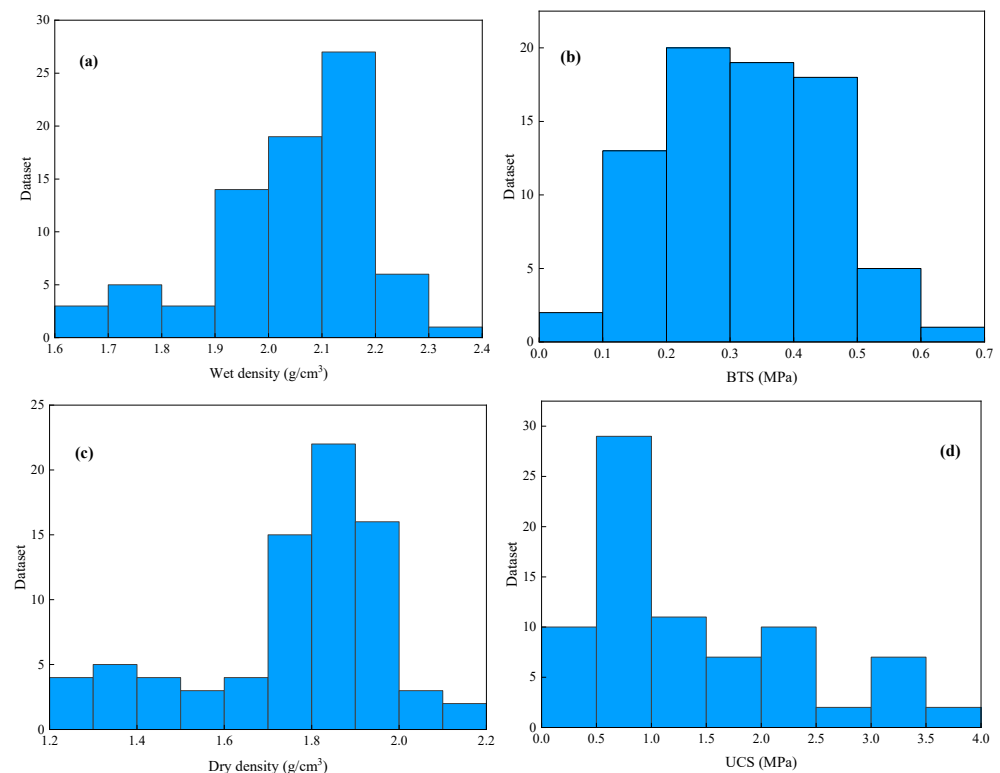 (a)
30
25
20
15
10
5
0
Dataset
1.6 1.7 1.8 1.9 2.0 2.1 2.2 2.3 2.4
Wet density (g/cm³)
(b)
20
15
10
5
0
Dataset
0.0 0.1 0.2 0.3 0.4 0.5 0.6 0.7
BTS (MPa)
(c)
25
20
15
10
5
0
Dataset
1.2 1.4 1.6 1.8 2.0 2.2
Dry density (g/cm³)
(d)
30
25
20
15
10
5
0
Dataset
0.0 0.5 1.0 1.5 2.0 2.5 3.0 3.5 4.0
UCS (MPa)